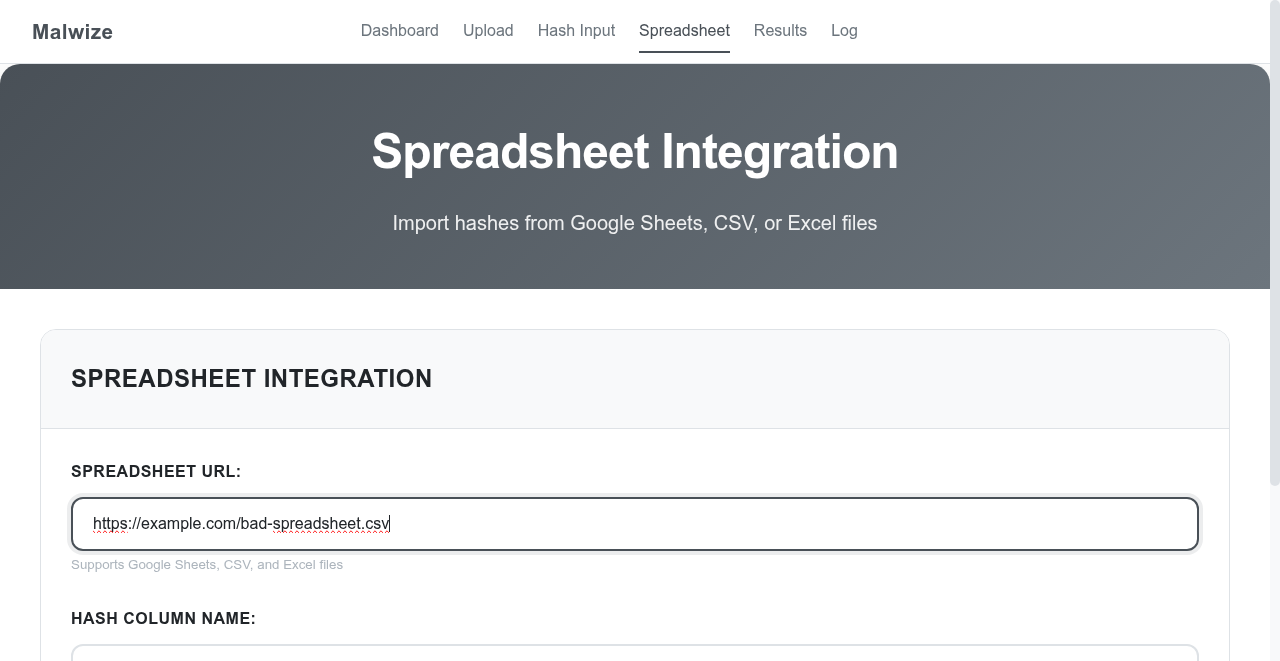 Malwize
Dashboard Upload Hash Input Spreadsheet Results Log
Spreadsheet Integration
Import hashes from Google Sheets, CSV, or Excel files
SPREADSHEET INTEGRATION
SPREADSHEET URL:
https://example.com/bad-spreadsheet.csv
Supports Google Sheets, CSV, and Excel files
HASH COLUMN NAME: